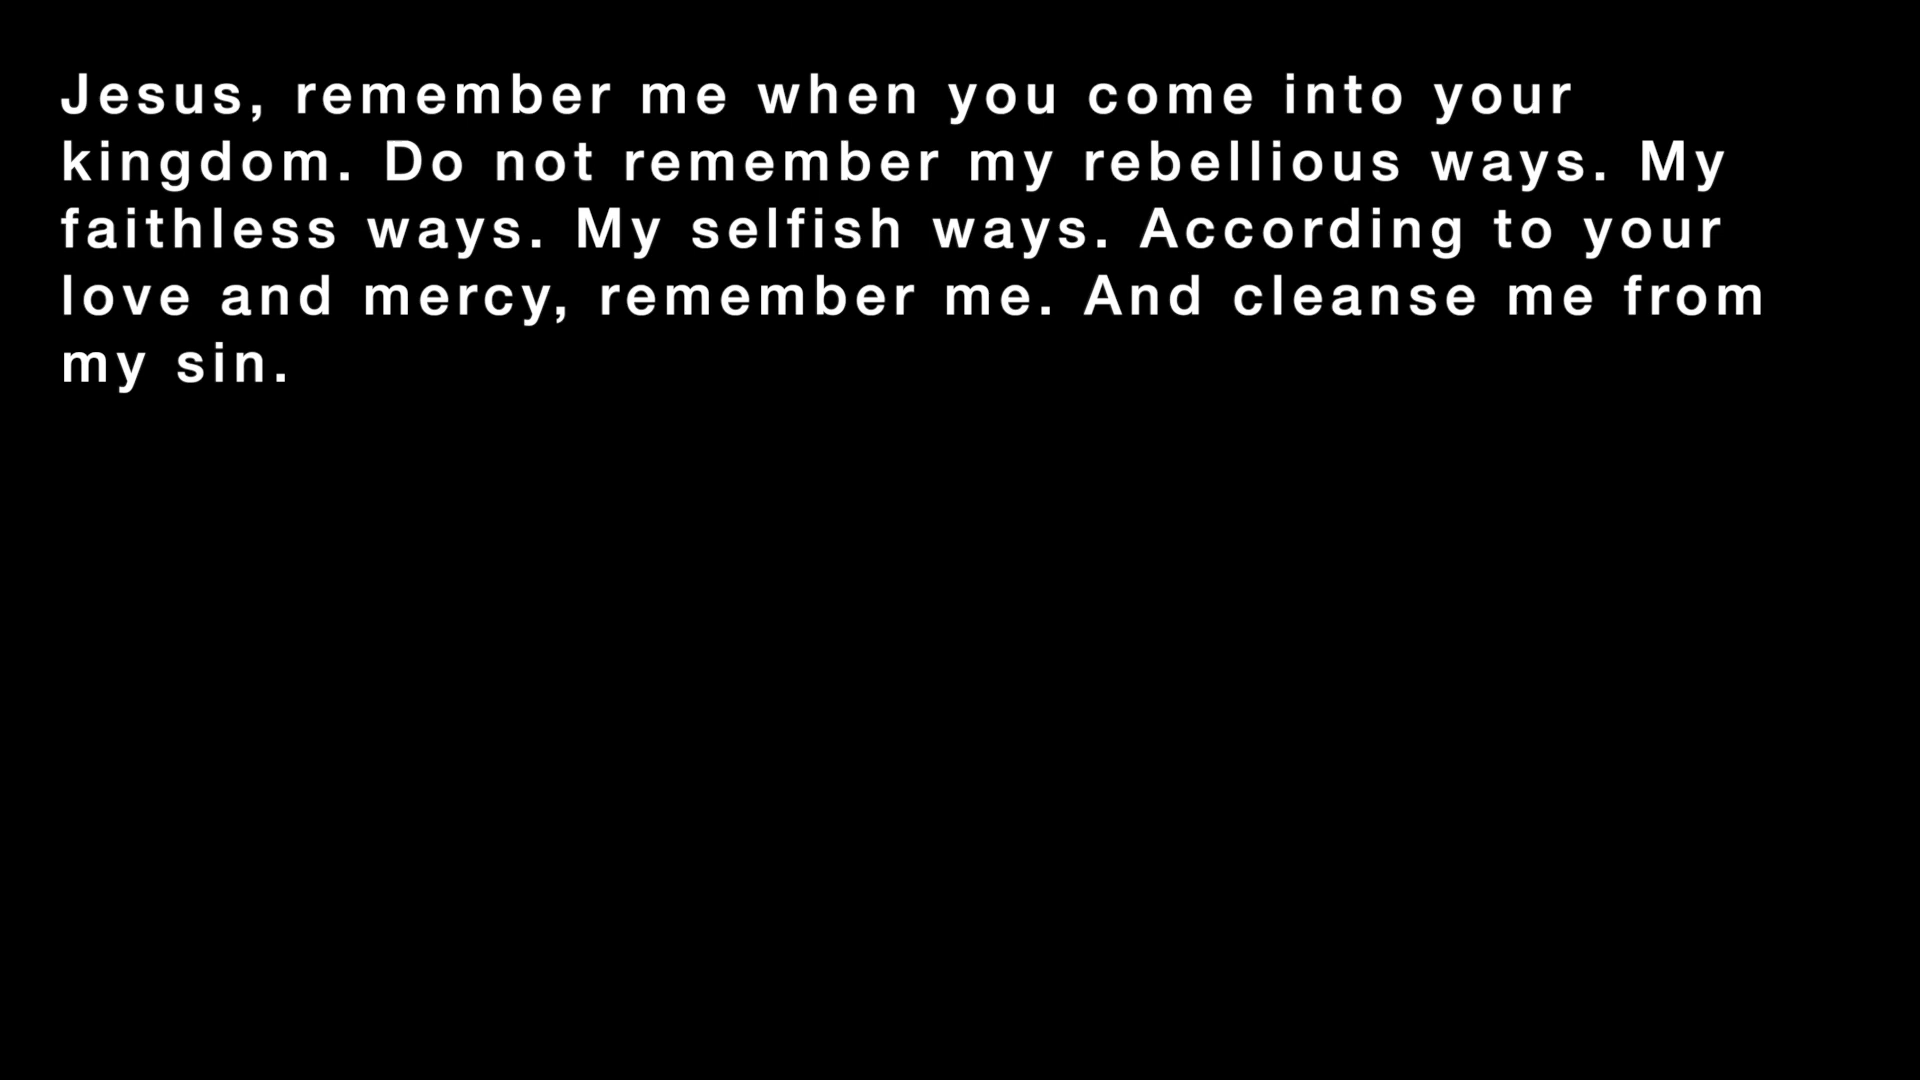 Jesus, remember me when you come into your
kingdom. Do not remember my rebellious ways. My
faithless ways. My selfish ways. According to your
love and mercy, remember me. And cleanse me from
my sin.